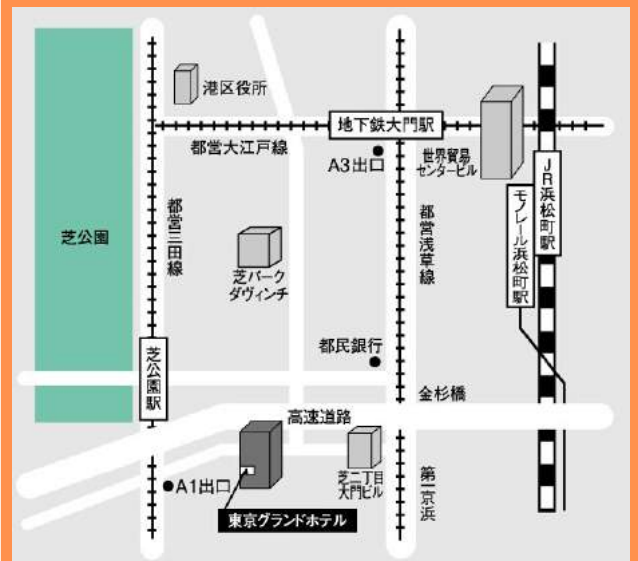 港区役所
地下鉄大門駅
都営大江戸線
A3出口
世界貿易
センタービル
JR浜松町駅
モノレール浜松町駅
芝公園
都営三田線
芝パーク
ダヴィンチ
都営浅草線
都民銀行
芝公園駅
金杉橋
高速道路
A1出口
芝二丁目
大門ビル
第一京浜
東京グランドホテル